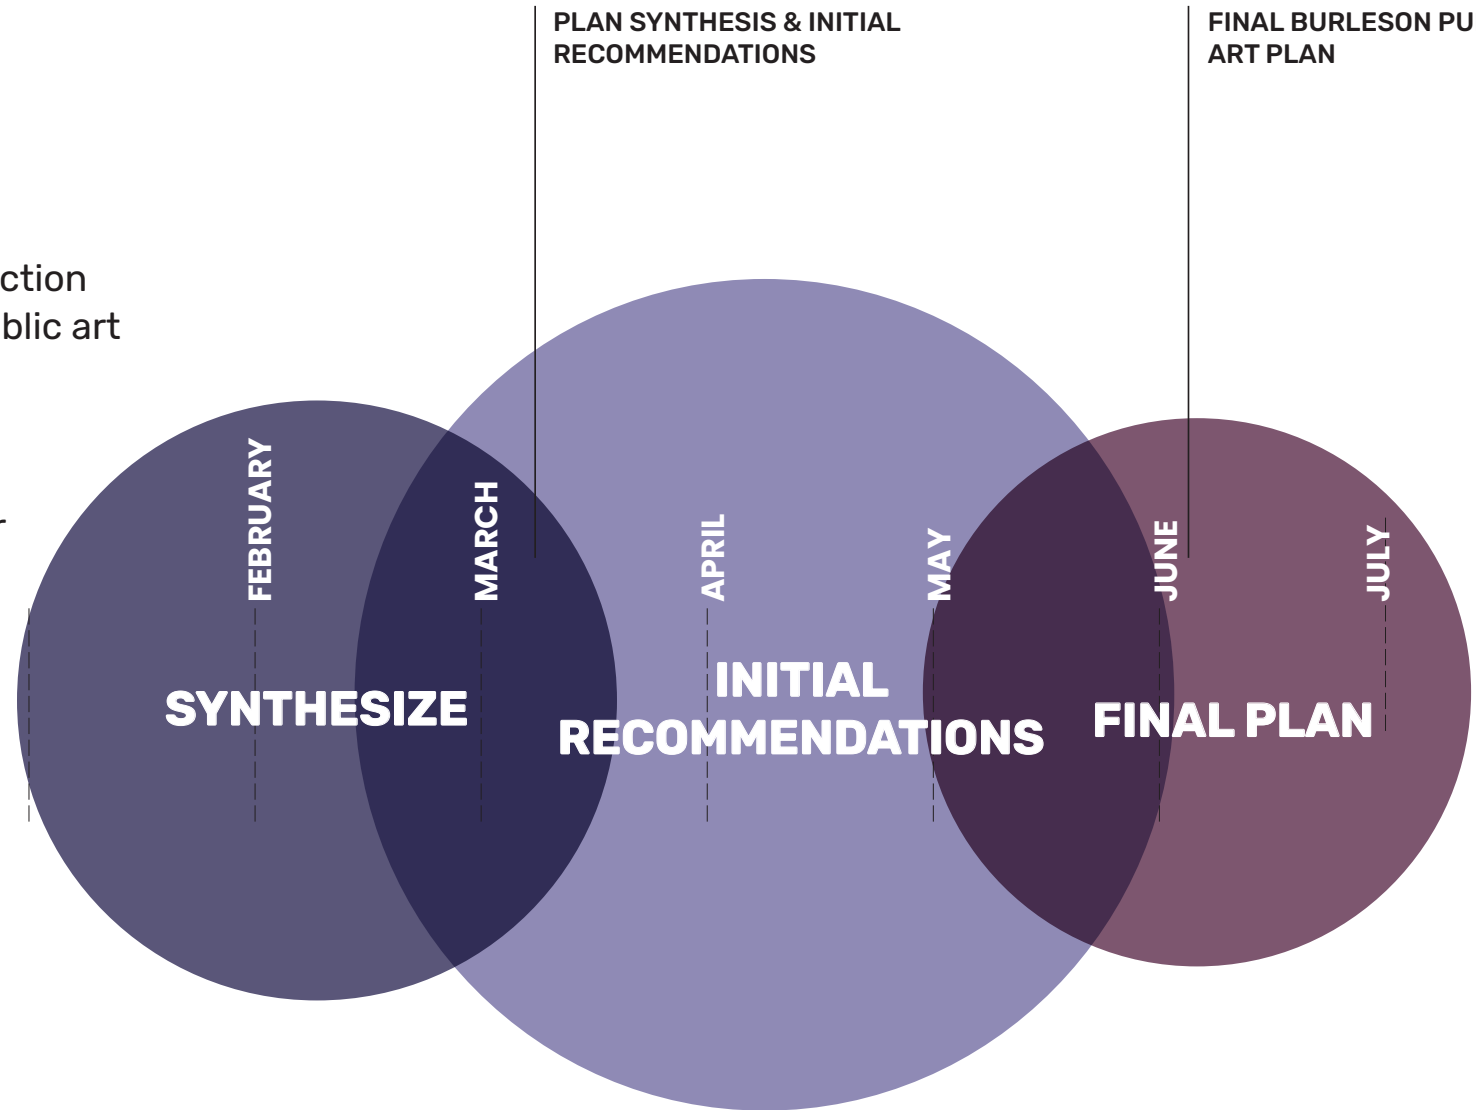 PLAN SYNTHESIS & INITIAL
RECOMMENDATIONS
FINAL BURLESON PU
ART PLAN
ction
blic art
r
FEBRUARY
MARCH
APRIL
MAY
JUNE
JULY
SYNTHESIZE
INITIAL
RECOMMENDATIONS
FINAL PLAN